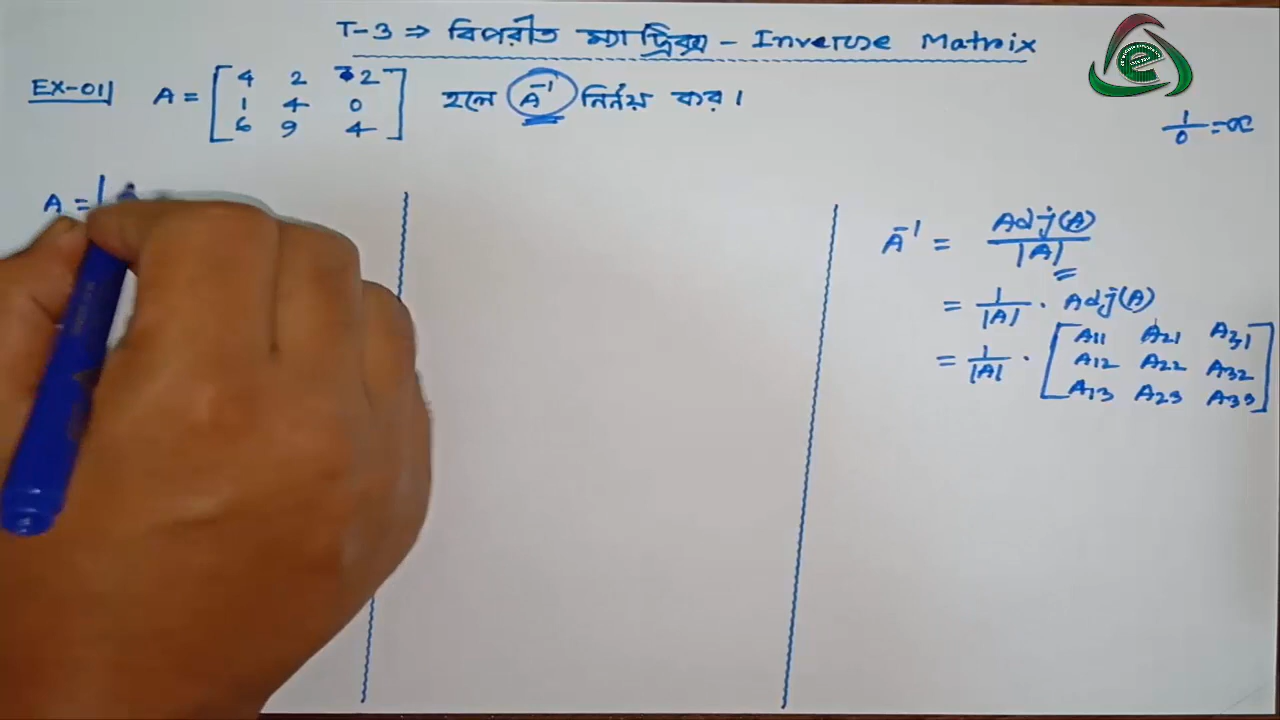 T-3 ⇒ বিপরীত ম্যাট্রিক্স - Inverse Matrix
EX-01 A = [4 2 2
1 4 0
6 9 4] হলে A⁻¹ নির্নয় কর।
1/0 = ∝
A =
A⁻¹ = Adj(A)/|A|
= 1/|A| . Adj(A)
= 1/|A| . [A11 A21 A31
A12 A22 A32
A13 A23 A33]
e